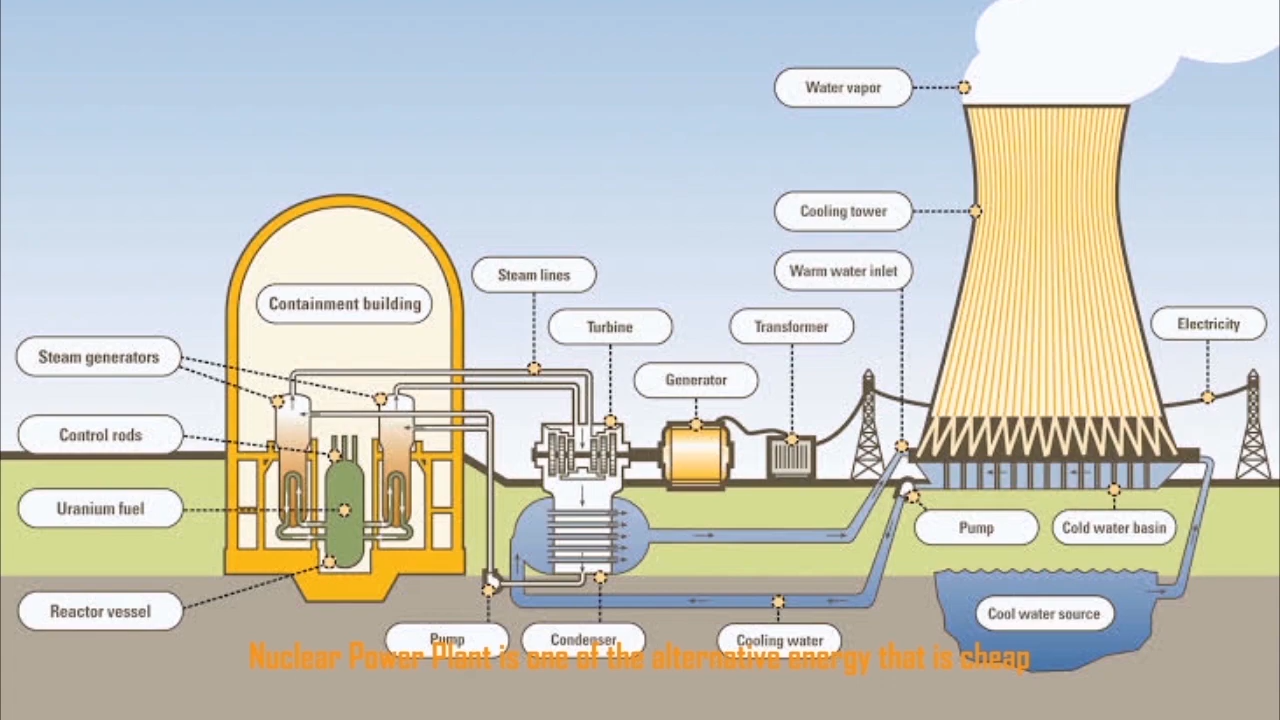 Water vapor
Cooling tower
Warm water inlet
Steam lines
Containment building
Turbine
Transformer
Electricity
Steam generators
Generator
Control rods
Uranium fuel
Pump
Cold water basin
Reactor vessel
Cool water source
Pump
Condenser
Cooling water
Nuclear Power Plant is one of the alternative energy that is cheap